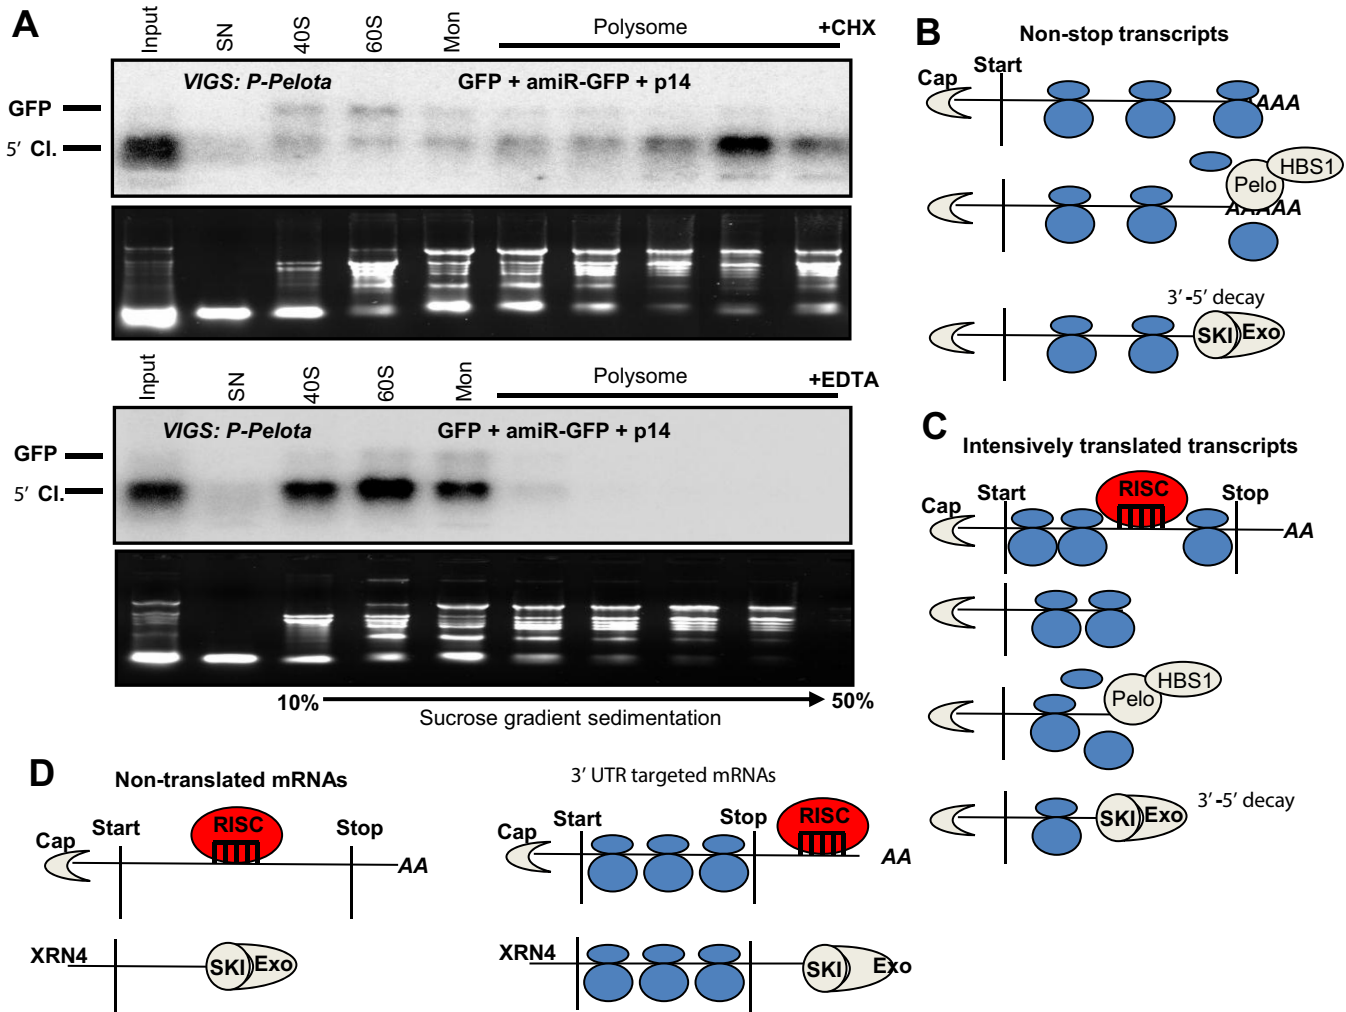 A
Input SN 40S 60S Mon Polysome +CHX
VIGS: P-Pelota GFP + amiR-GFP + p14
GFP
5′ Cl.
Input SN 40S 60S Mon Polysome +EDTA
VIGS: P-Pelota GFP + amiR-GFP + p14
GFP
5′ Cl.
10% 50%
Sucrose gradient sedimentation
B
Non-stop transcripts
Cap Start
AAA
HBS1
Pelo
AAAAA
3′-5′ decay
SKI Exo
C
Intensively translated transcripts
RISC
Cap Start Stop
AA
HBS1
Pelo
3′-5′ decay
SKI Exo
D
Non-translated mRNAs
RISC
Cap Start Stop
AA
XRN4
SKI Exo
3′ UTR targeted mRNAs
Cap Start Stop RISC
AA
XRN4
SKI Exo